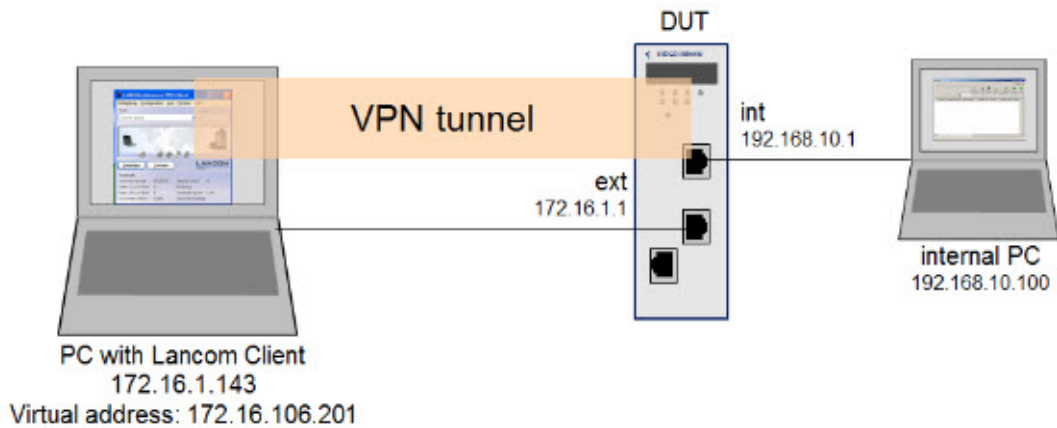 DUT
VPN tunnel
int
192.168.10.1
ext
172.16.1.1
internal PC
192.168.10.100
PC with Lancom Client
172.16.1.143
Virtual address: 172.16.106.201